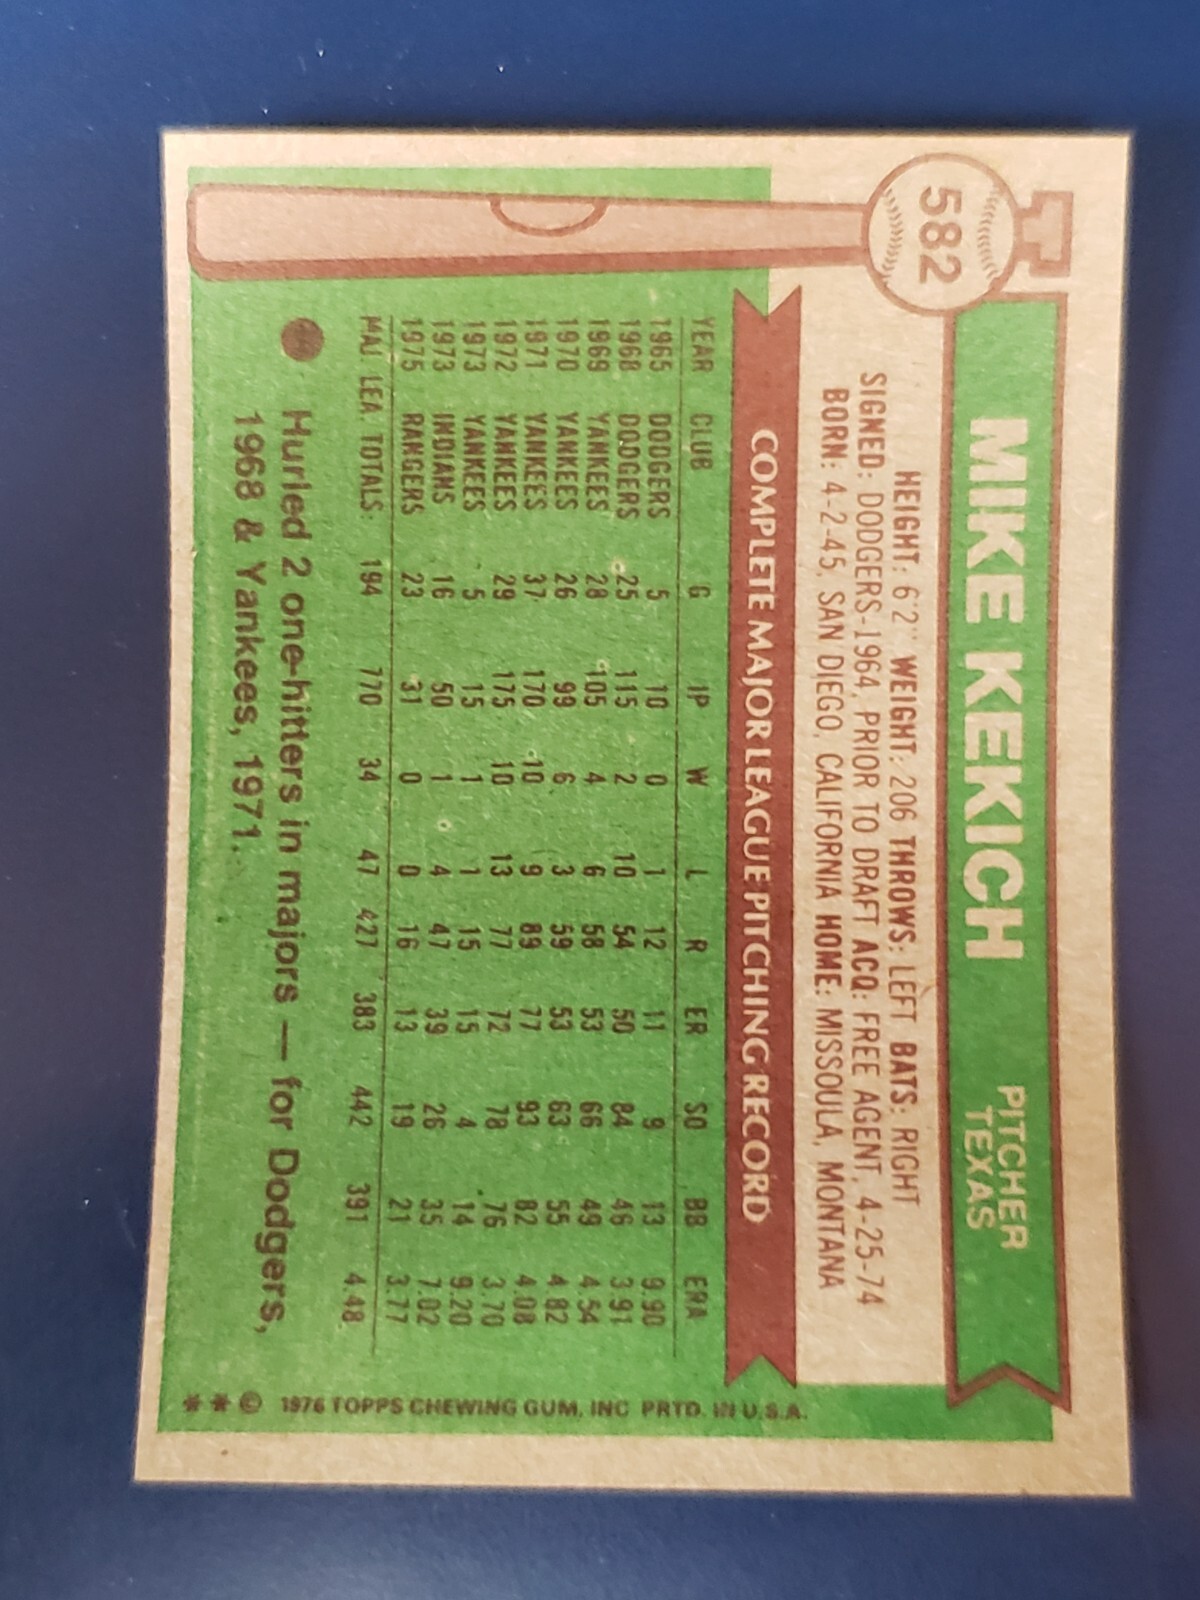 582
MIKE KEKICH
PITCHER
TEXAS
HEIGHT: 6'2" WEIGHT: 206 THROWS: LEFT BATS: RIGHT
SIGNED: DODGERS-1964, PRIOR TO DRAFT ACQ: FREE AGENT, 4-25-74
BORN: 4-2-45, SAN DIEGO, CALIFORNIA HOME: MISSOULA, MONTANA
COMPLETE MAJOR LEAGUE PITCHING RECORD
YEAR CLUB G IP W L R ER SO BB ERA
1965 DODGERS 5 10 0 1 12 11 9 13 9.90
1968 DODGERS 25 115 2 10 54 50 84 46 3.91
1969 YANKEES 28 105 4 6 58 53 66 49 4.54
1970 YANKEES 26 99 6 3 59 53 63 55 4.82
1971 YANKEES 37 170 10 9 89 77 93 82 4.08
1972 YANKEES 29 175 10 13 77 72 78 76 3.70
1973 YANKEES 5 15 1 1 15 15 4 14 9.20
1973 INDIANS 16 50 1 4 47 39 26 35 7.02
1975 RANGERS 23 31 0 0 16 13 19 21 3.77
MAJ. LEA. TOTALS: 194 770 34 47 427 383 442 391 4.48
Hurled 2 one-hitters in majors — for Dodgers,
1968 & Yankees, 1971.
** © 1976 TOPPS CHEWING GUM, INC PRTD. IN U.S.A.